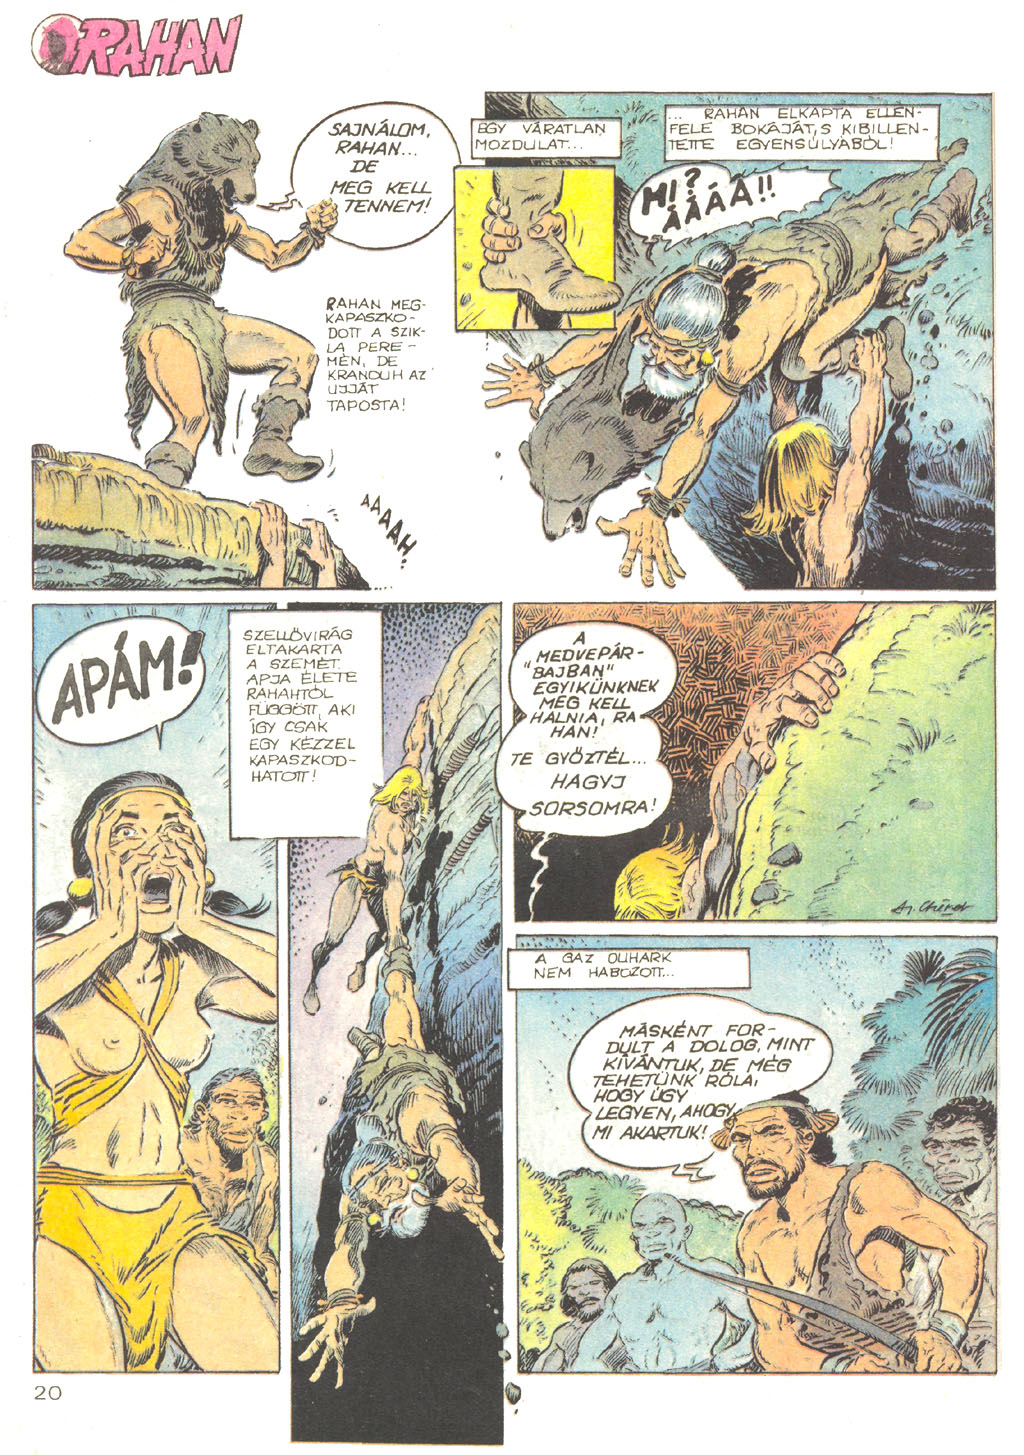 RAHAN
SAJNÁLOM,
RAHAN...
DE
MEG KELL
TENNEM!
RAHAN MEG-
KAPASZKO-
DOTT A SZIK-
LA PERE-
MÉN, DE
KRANOUH AZ
UJJÁT
TAPOSTA!
AAAAH!
EGY VÁRATLAN
MOZDULAT...
... RAHAN ELKAPTA ELLEN-
FELE BOKÁJÁT, S KIBILLEN-
TETTE EGYENSÚLYÁBÓL!
MI?
ÁÁÁÁ!!
APÁM!
SZELLŐVIRÁG
ELTAKARTA
A SZEMÉT.
APJA ÉLETE
RAHAHTÓL
FÜGGÖTT, AKI
ÍGY CSAK
EGY KÉZZEL
KAPASZKOD-
HATOTT!
A
MEDVEPÁR-
"BAJBAN"
EGYIKÜNKNEK
MEG KELL
HALNIA, RA-
HAN!
TE GYŐZTÉL...
HAGYJ
SORSOMRA!
A. Chéret
A GAZ OUHARK
NEM HABOZOTT...
MÁSKÉNT FOR-
DULT A DOLOG, MINT
KÍVÁNTUK, DE MÉG
TEHETÜNK RÓLA,
HOGY ÚGY
LEGYEN, AHOGY
MI AKARTUK!
20